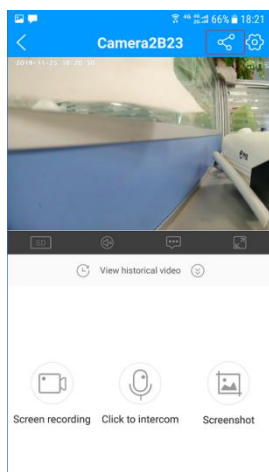 66% 18:21
Camera2B23
2019-11-25 18:20:50
SD
View historical video
Screen recording Click to intercom Screenshot